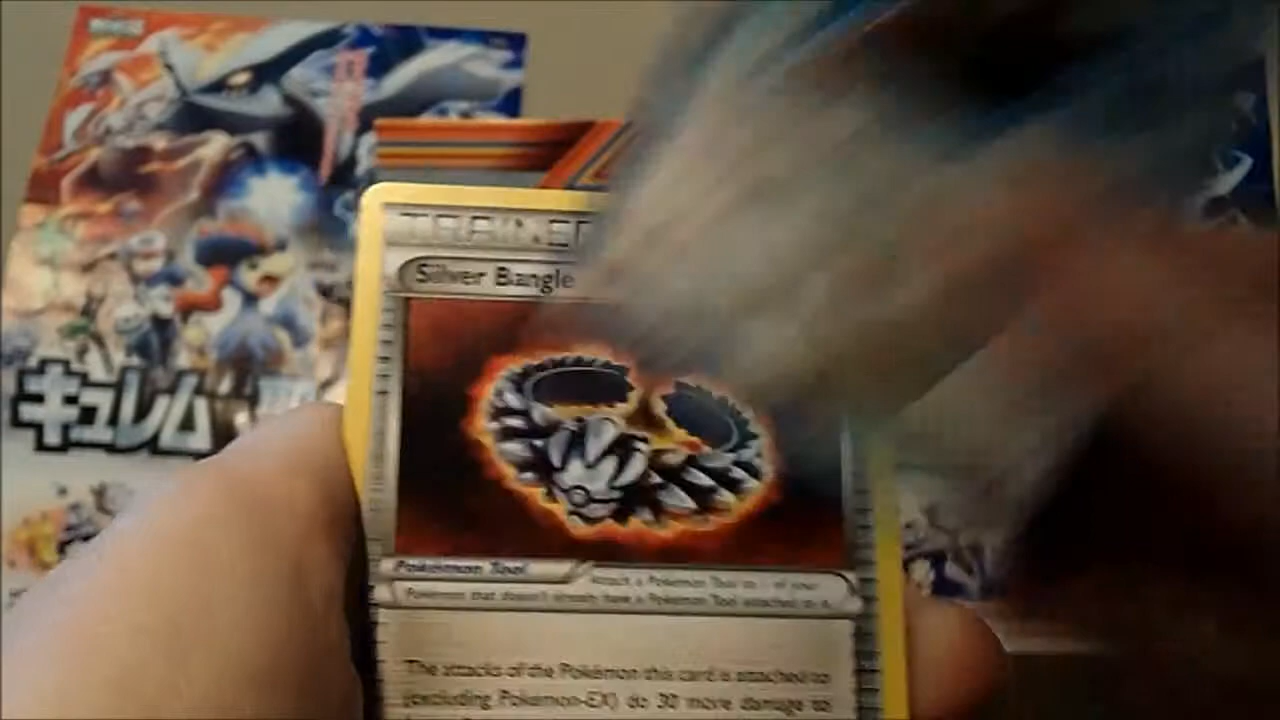 キュレム
TRAINER
Silver Bangle
Pokémon Tool
Attach a Pokémon Tool to 1 of your
Pokémon that doesn't already have a Pokémon Tool attached to it.
The attacks of the Pokémon this card is attached to
(excluding Pokémon-EX) do 30 more damage to